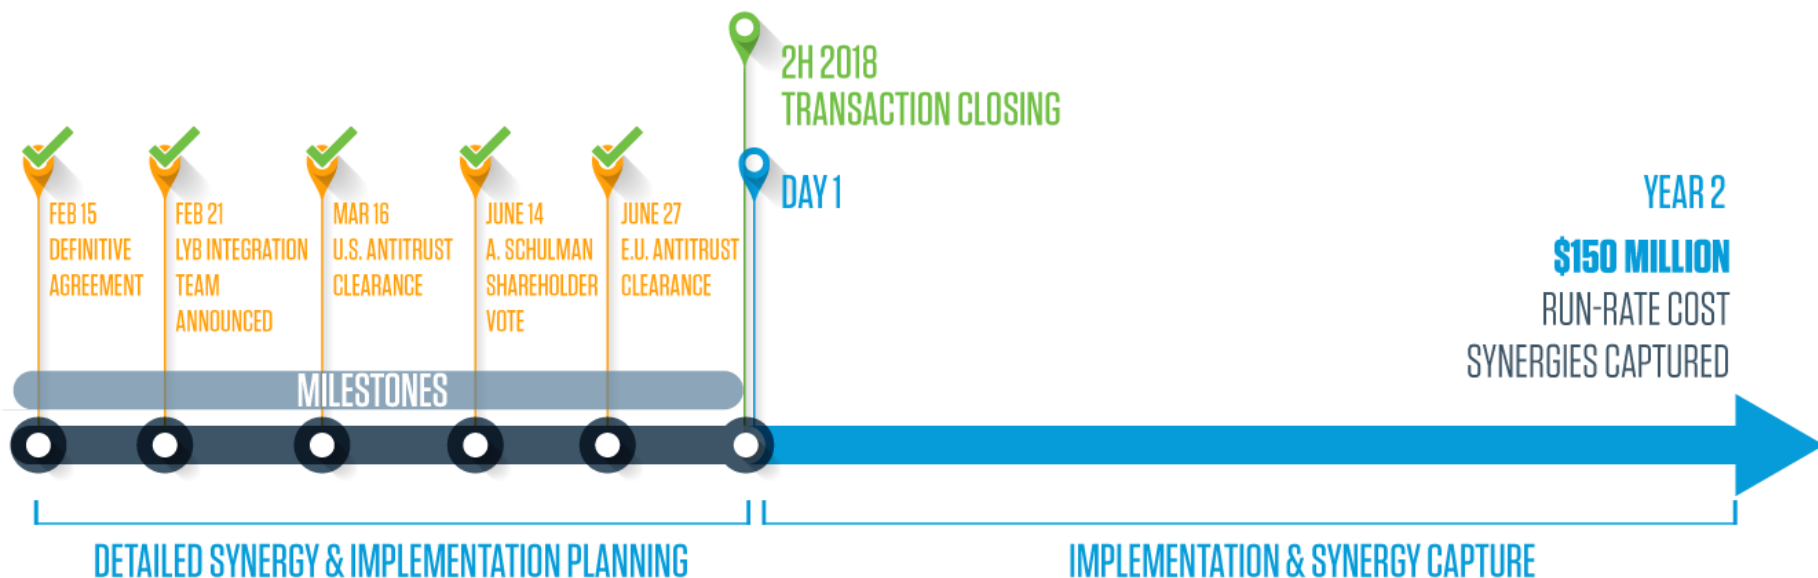 2H 2018
TRANSACTION CLOSING
FEB 15
DEFINITIVE
AGREEMENT
FEB 21
LYB INTEGRATION
TEAM
ANNOUNCED
MAR 16
U.S. ANTITRUST
CLEARANCE
JUNE 14
A. SCHULMAN
SHAREHOLDER
VOTE
JUNE 27
E.U. ANTITRUST
CLEARANCE
DAY 1
YEAR 2
$150 MILLION
RUN-RATE COST
SYNERGIES CAPTURED
MILESTONES
DETAILED SYNERGY & IMPLEMENTATION PLANNING
IMPLEMENTATION & SYNERGY CAPTURE